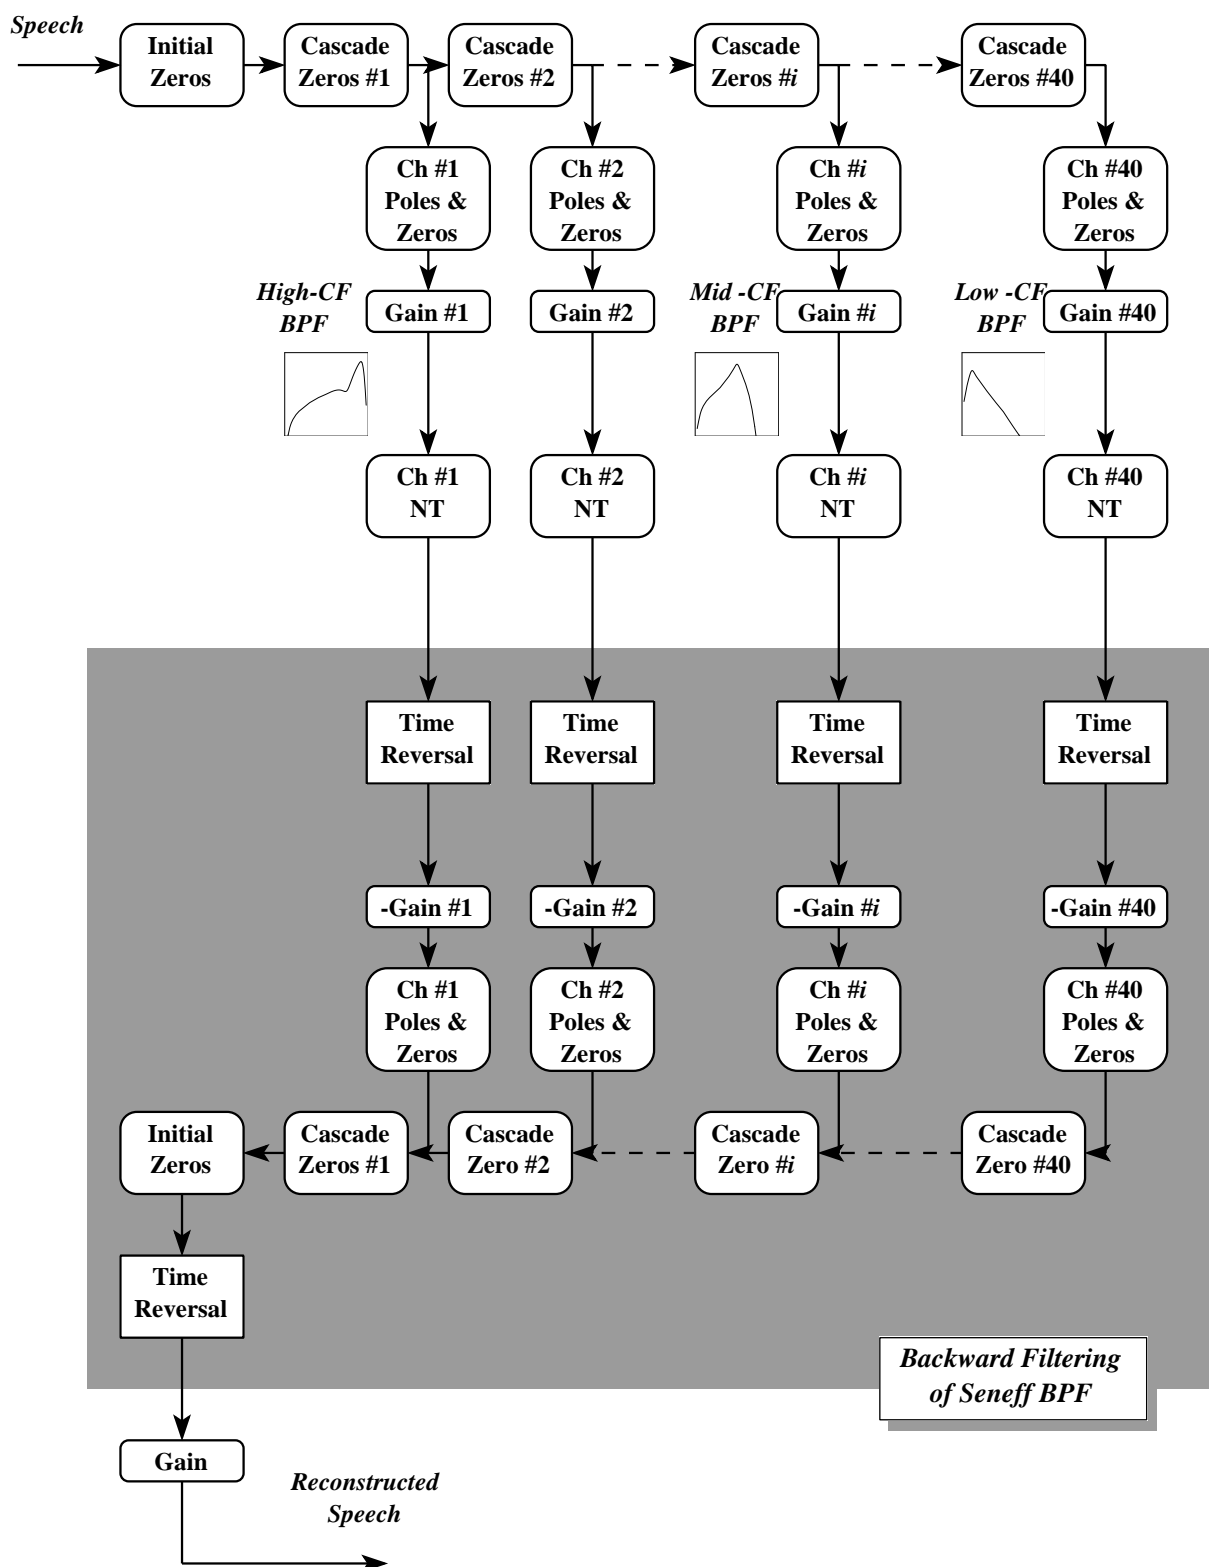 Speech
Initial
Zeros
Cascade
Zeros #1
Cascade
Zeros #2
Cascade
Zeros #i
Cascade
Zeros #40
Ch #1
Poles &
Zeros
Ch #2
Poles &
Zeros
Ch #i
Poles &
Zeros
Ch #40
Poles &
Zeros
High-CF
BPF
Gain #1
Gain #2
Mid -CF
BPF
Gain #i
Low -CF
BPF
Gain #40
Ch #1
NT
Ch #2
NT
Ch #i
NT
Ch #40
NT
Time
Reversal
Time
Reversal
Time
Reversal
Time
Reversal
-Gain #1
-Gain #2
-Gain #i
-Gain #40
Ch #1
Poles &
Zeros
Ch #2
Poles &
Zeros
Ch #i
Poles &
Zeros
Ch #40
Poles &
Zeros
Initial
Zeros
Cascade
Zeros #1
Cascade
Zero #2
Cascade
Zero #i
Cascade
Zero #40
Time
Reversal
Backward Filtering
of Seneff BPF
Gain
Reconstructed
Speech